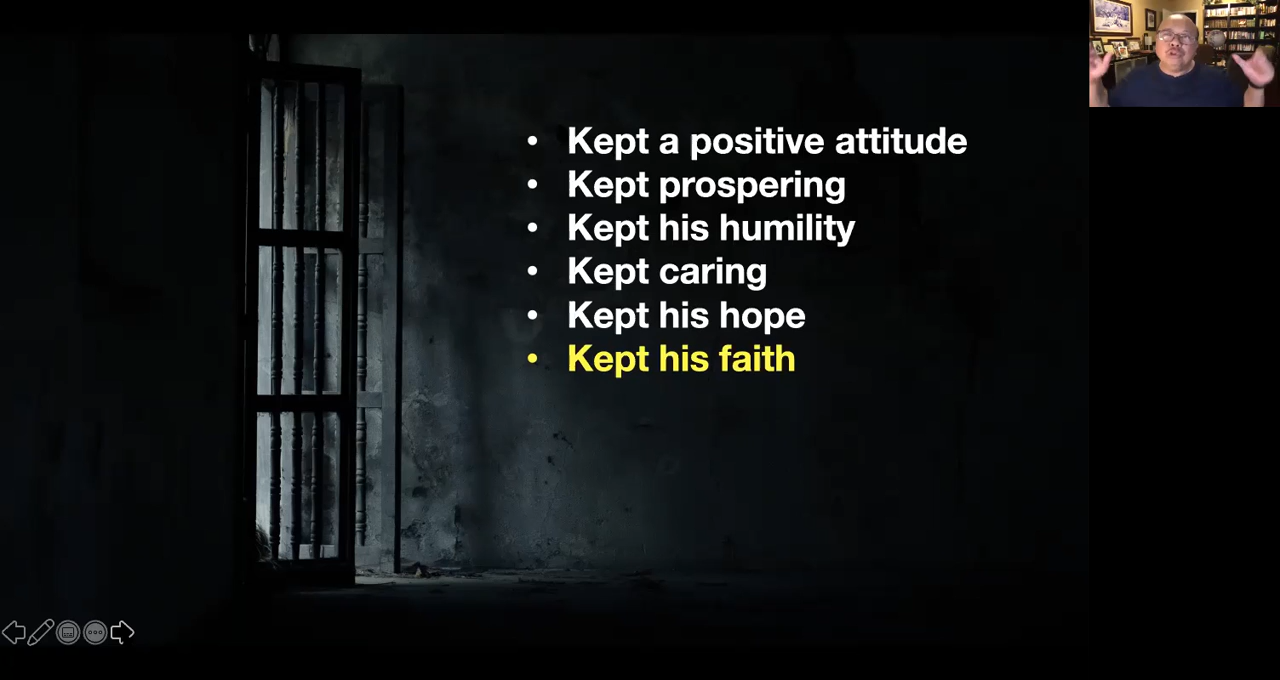 • Kept a positive attitude
• Kept prospering
• Kept his humility
• Kept caring
• Kept his hope
• Kept his faith